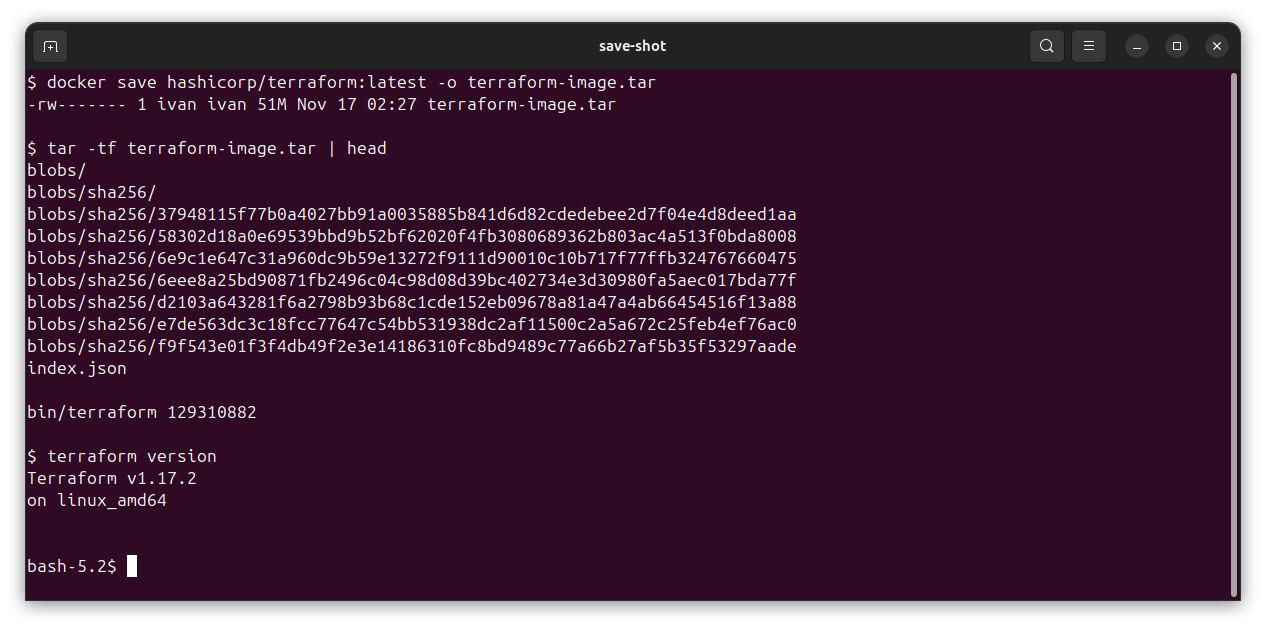 save-shot
$ docker save hashicorp/terraform:latest -o terraform-image.tar
-rw------- 1 ivan ivan 51M Nov 17 02:27 terraform-image.tar
$ tar -tf terraform-image.tar | head
blobs/
blobs/sha256/
blobs/sha256/37948115f77b0a4027bb91a0035885b841d6d82cdedebee2d7f04e4d8deed1aa
blobs/sha256/58302d18a0e69539bbd9b52bf62020f4fb3080689362b803ac4a513f0bda8008
blobs/sha256/6e9c1e647c31a960dc9b59e13272f9111d90010c10b717f77ffb324767660475
blobs/sha256/6eee8a25bd90871fb2496c04c98d08d39bc402734e3d30980fa5aec017bda77f
blobs/sha256/d2103a643281f6a2798b93b68c1cde152eb09678a81a47a4ab66454516f13a88
blobs/sha256/e7de563dc3c18fcc77647c54bb531938dc2af11500c2a5a672c25feb4ef76ac0
blobs/sha256/f9f543e01f3f4db49f2e3e14186310fc8bd9489c77a66b27af5b35f53297aade
index.json
bin/terraform 129310882
$ terraform version
Terraform v1.17.2
on linux_amd64
bash-5.2$